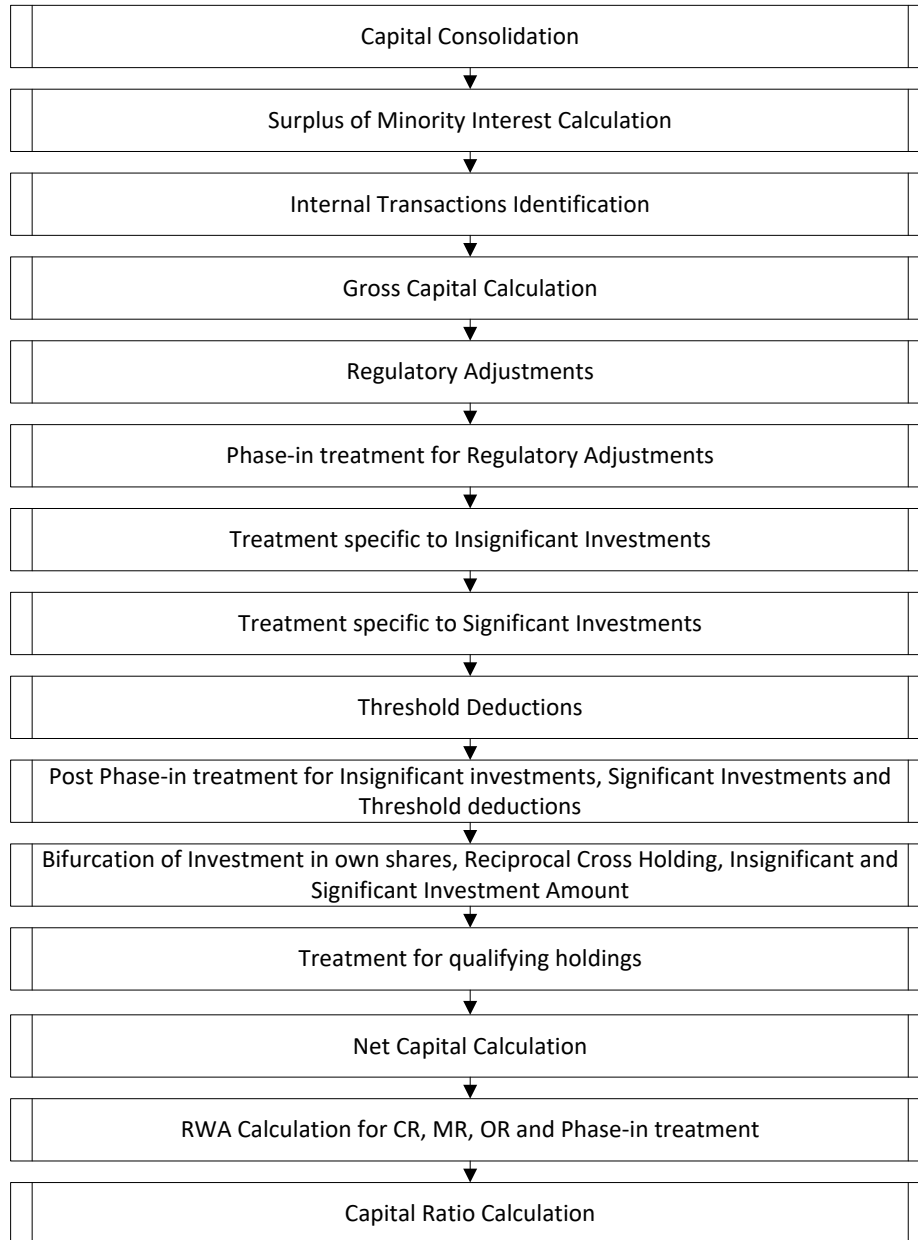 Capital Consolidation
Surplus of Minority Interest Calculation
Internal Transactions Identification
Gross Capital Calculation
Regulatory Adjustments
Phase-in treatment for Regulatory Adjustments
Treatment specific to Insignificant Investments
Treatment specific to Significant Investments
Threshold Deductions
Post Phase-in treatment for Insignificant investments, Significant Investments and
Threshold deductions
Bifurcation of Investment in own shares, Reciprocal Cross Holding, Insignificant and
Significant Investment Amount
Treatment for qualifying holdings
Net Capital Calculation
RWA Calculation for CR, MR, OR and Phase-in treatment
Capital Ratio Calculation